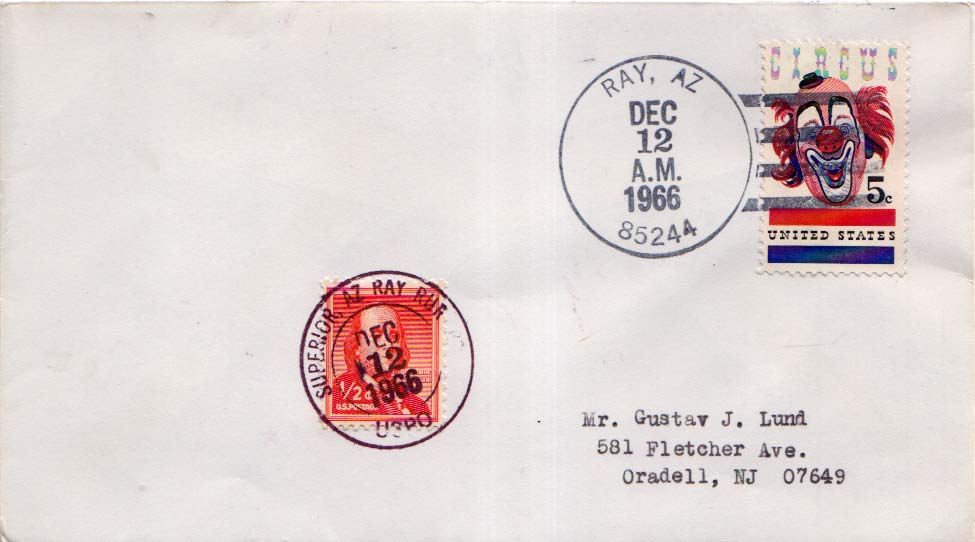 RAY, AZ
DEC
12
A.M.
1966
85244
CIRCUS
5c
UNITED STATES
SUPERIOR, AZ RAY RUR
DEC
12
1966
USPO
1/2¢
U.S. POSTAGE
Mr. Gustav J. Lund
581 Fletcher Ave.
Oradell, NJ 07649